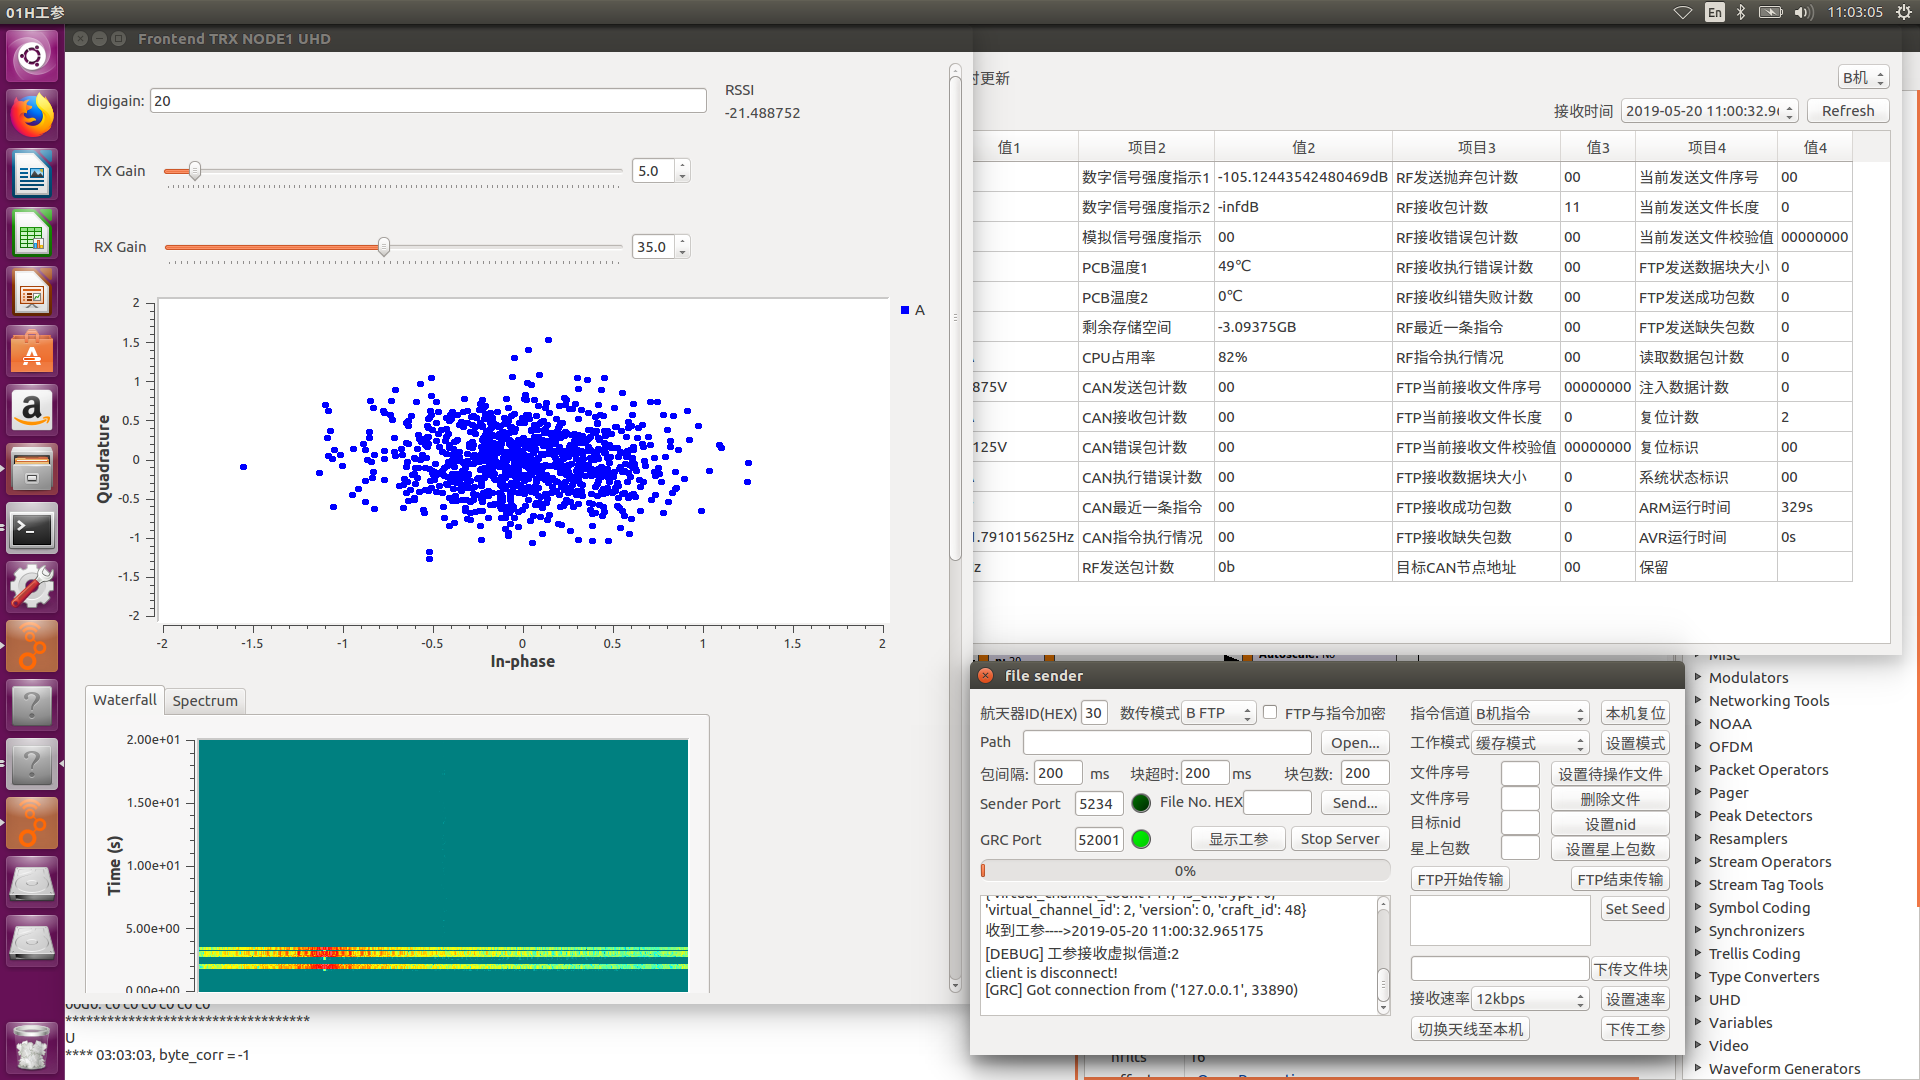 01H工参
En
11:03:05
Frontend TRX NODE1 UHD
digigain: 20
RSSI
-21.488752
TX Gain 5.0
RX Gain 35.0
2
1.5
1
0.5
0
-0.5
-1
-1.5
-2
Quadrature
-2 -1.5 -1 -0.5 0 0.5 1 1.5 2
In-phase
A
Waterfall Spectrum
2.00e+01
1.50e+01
1.00e+01
5.00e+00
0.00e+00
Time (s)
***********************************
U
**** 03:03:03, byte_corr = -1
时更新
B机
接收时间 2019-05-20 11:00:32.96 Refresh
值1 项目2 值2 项目3 值3 项目4 值4
数字信号强度指示1 -105.12443542480469dB RF发送抛弃包计数 00 当前发送文件序号 00
数字信号强度指示2 -infdB RF接收包计数 11 当前发送文件长度 0
模拟信号强度指示 00 RF接收错误包计数 00 当前发送文件校验值 00000000
PCB温度1 49℃ RF接收执行错误计数 00 FTP发送数据块大小 0
PCB温度2 0℃ RF接收纠错失败计数 00 FTP发送成功包数 0
剩余存储空间 -3.09375GB RF最近一条指令 00 FTP发送缺失包数 0
CPU占用率 82% RF指令执行情况 00 读取数据包计数 0
875V CAN发送包计数 00 FTP当前接收文件序号 00000000 注入数据计数 0
CAN接收包计数 00 FTP当前接收文件长度 0 复位计数 2
125V CAN错误包计数 00 FTP当前接收文件校验值 00000000 复位标识 00
CAN执行错误计数 00 FTP接收数据块大小 0 系统状态标识 00
CAN最近一条指令 00 FTP接收成功包数 0 ARM运行时间 329s
1.791015625Hz CAN指令执行情况 00 FTP接收缺失包数 0 AVR运行时间 0s
z RF发送包计数 0b 目标CAN节点地址 00 保留
file sender
航天器ID(HEX) 30 数传模式 B FTP FTP与指令加密
Path Open...
包间隔: 200 ms 块超时: 200 ms 块包数: 200
Sender Port 5234 File No. HEX Send...
GRC Port 52001 显示工参 Stop Server
0%
'virtual_channel_id': 2, 'version': 0, 'craft_id': 48}
收到工参---->2019-05-20 11:00:32.965175
[DEBUG] 工参接收虚拟信道:2
client is disconnect!
[GRC] Got connection from ('127.0.0.1', 33890)
指令信道 B机指令 本机复位
工作模式 缓存模式 设置模式
文件序号 设置待操作文件
文件序号 删除文件
目标nid 设置nid
星上包数 设置星上包数
FTP开始传输 FTP结束传输
Set Seed
下传文件块
接收速率 12kbps 设置速率
切换天线至本机 下传工参
Misc
Modulators
Networking Tools
NOAA
OFDM
Packet Operators
Pager
Peak Detectors
Resamplers
Stream Operators
Stream Tag Tools
Symbol Coding
Synchronizers
Trellis Coding
Type Converters
UHD
Variables
Video
Waveform Generators